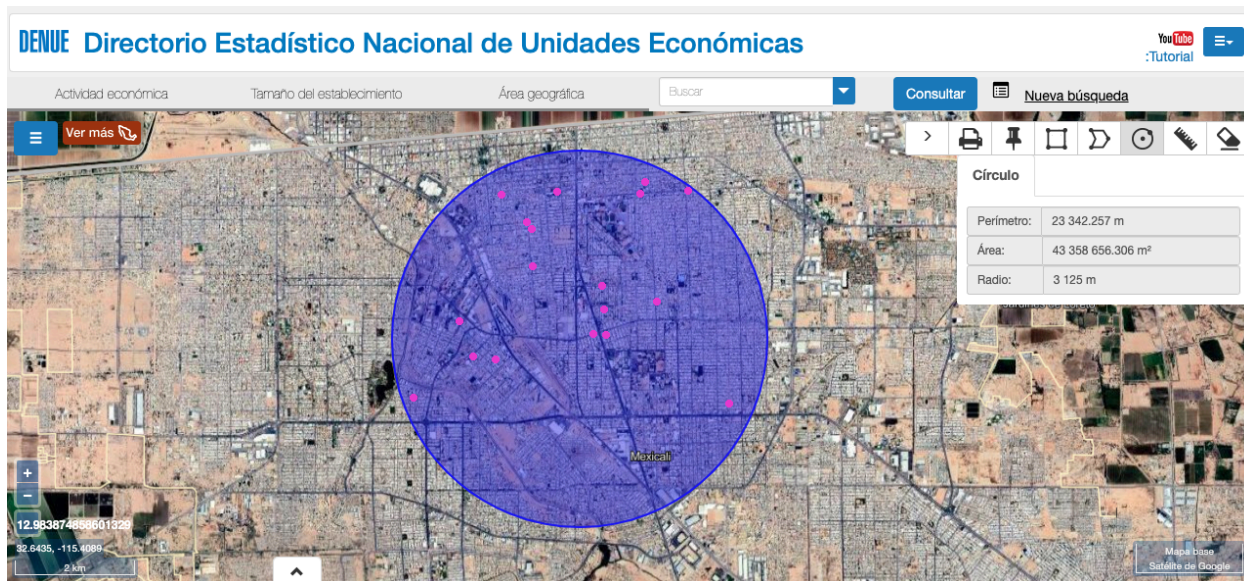 DENUE Directorio Estadístico Nacional de Unidades Económicas
YouTube
:Tutorial
Actividad económica
Tamaño del establecimiento
Área geográfica
Buscar
Consultar
Nueva búsqueda
Ver más
Círculo
Perímetro: 23 342.257 m
Área: 43 358 656.306 m²
Radio: 3 125 m
Mexicali
12.983874858601329
32.6435, -115.4089
2 km
Mapa base
Satélite de Google